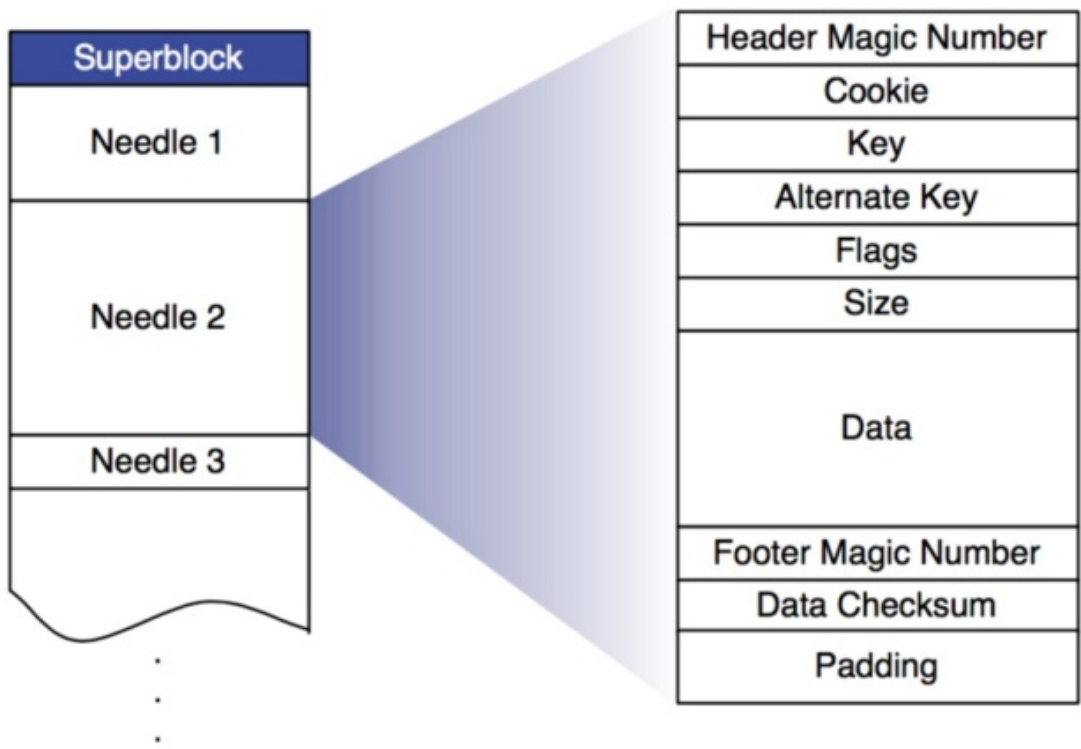 Superblock
Needle 1
Needle 2
Needle 3
.
.
.
Header Magic Number
Cookie
Key
Alternate Key
Flags
Size
Data
Footer Magic Number
Data Checksum
Padding